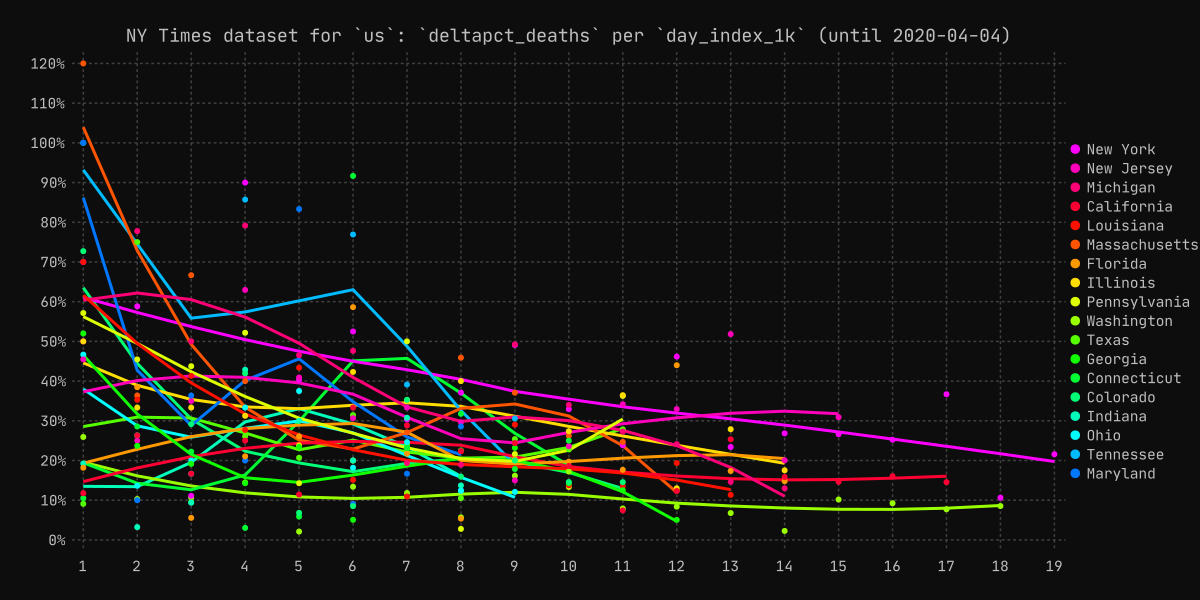 NY Times dataset for `us`: `deltapct_deaths` per `day_index_1k` (until 2020-04-04)
120%
110%
100%
90%
80%
70%
60%
50%
40%
30%
20%
10%
0%
1 2 3 4 5 6 7 8 9 10 11 12 13 14 15 16 17 18 19
New York
New Jersey
Michigan
California
Louisiana
Massachusetts
Florida
Illinois
Pennsylvania
Washington
Texas
Georgia
Connecticut
Colorado
Indiana
Ohio
Tennessee
Maryland